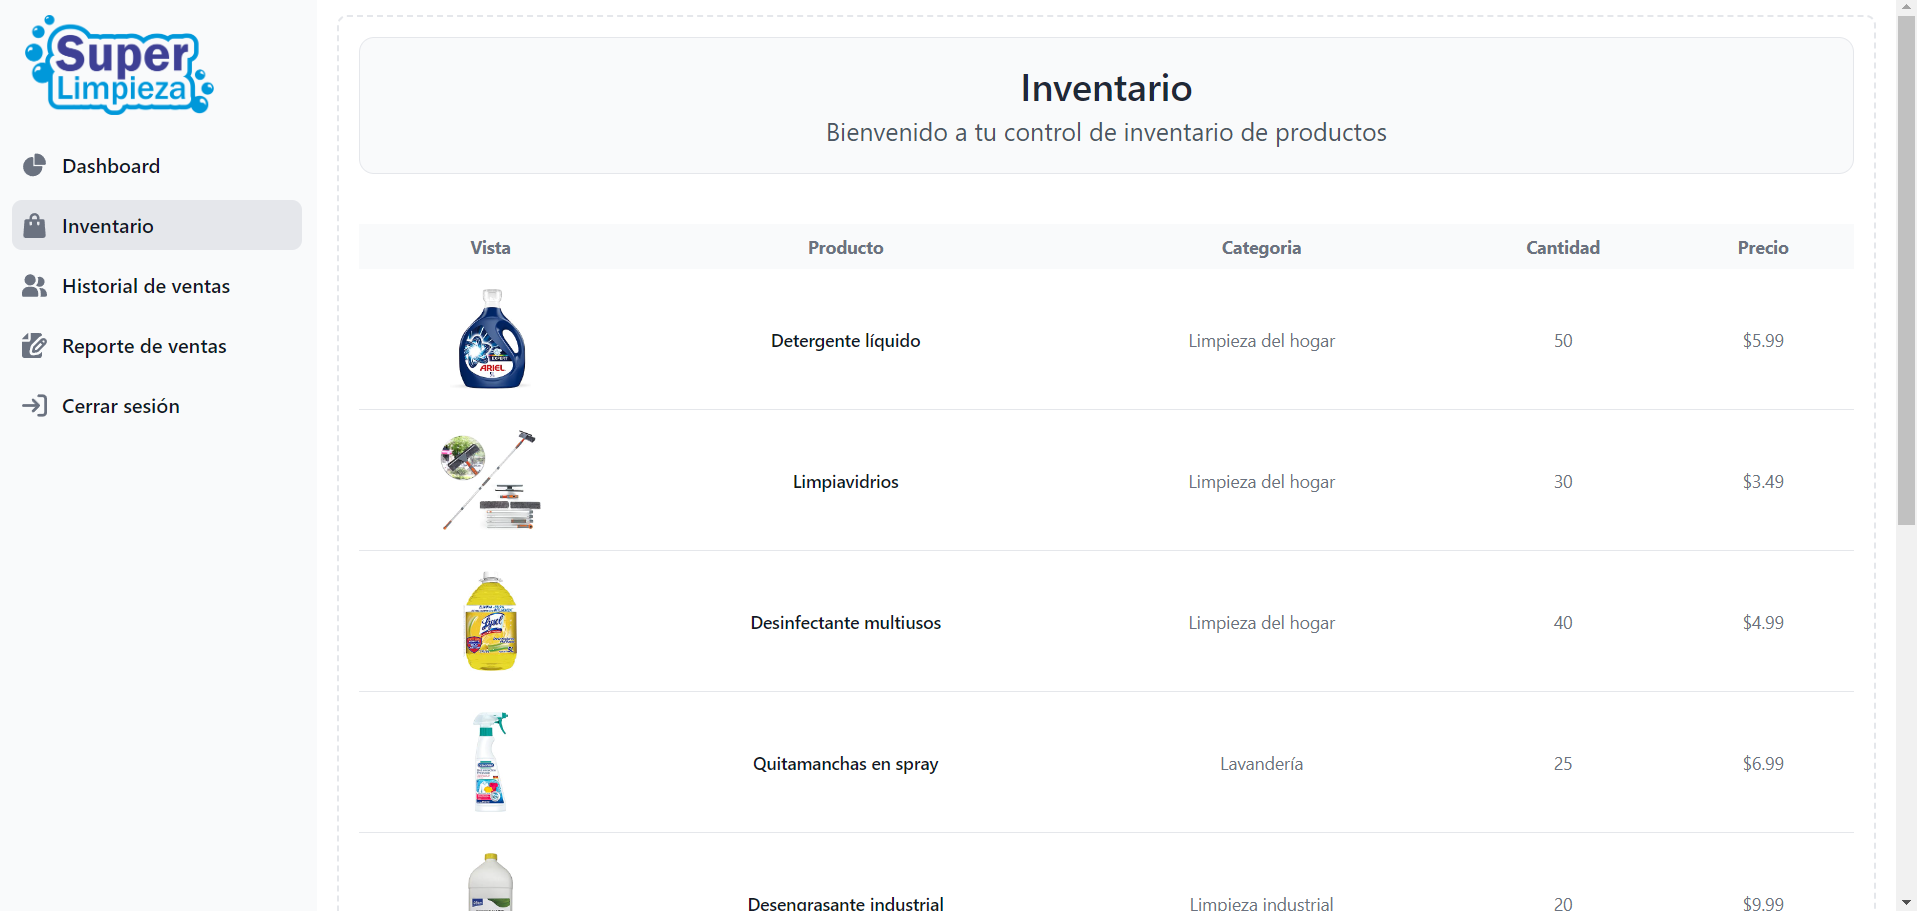 Super
Limpieza
Dashboard
Inventario
Historial de ventas
Reporte de ventas
Cerrar sesión
Inventario
Bienvenido a tu control de inventario de productos
Vista Producto Categoria Cantidad Precio
EXPERT
ARIEL
5L
Detergente líquido Limpieza del hogar 50 $5.99
Limpiavidrios Limpieza del hogar 30 $3.49
Lysol
5L
Desinfectante multiusos Limpieza del hogar 40 $4.99
Quitamanchas en spray Lavandería 25 $6.99
Desengrasante industrial Limpieza industrial 20 $9.99